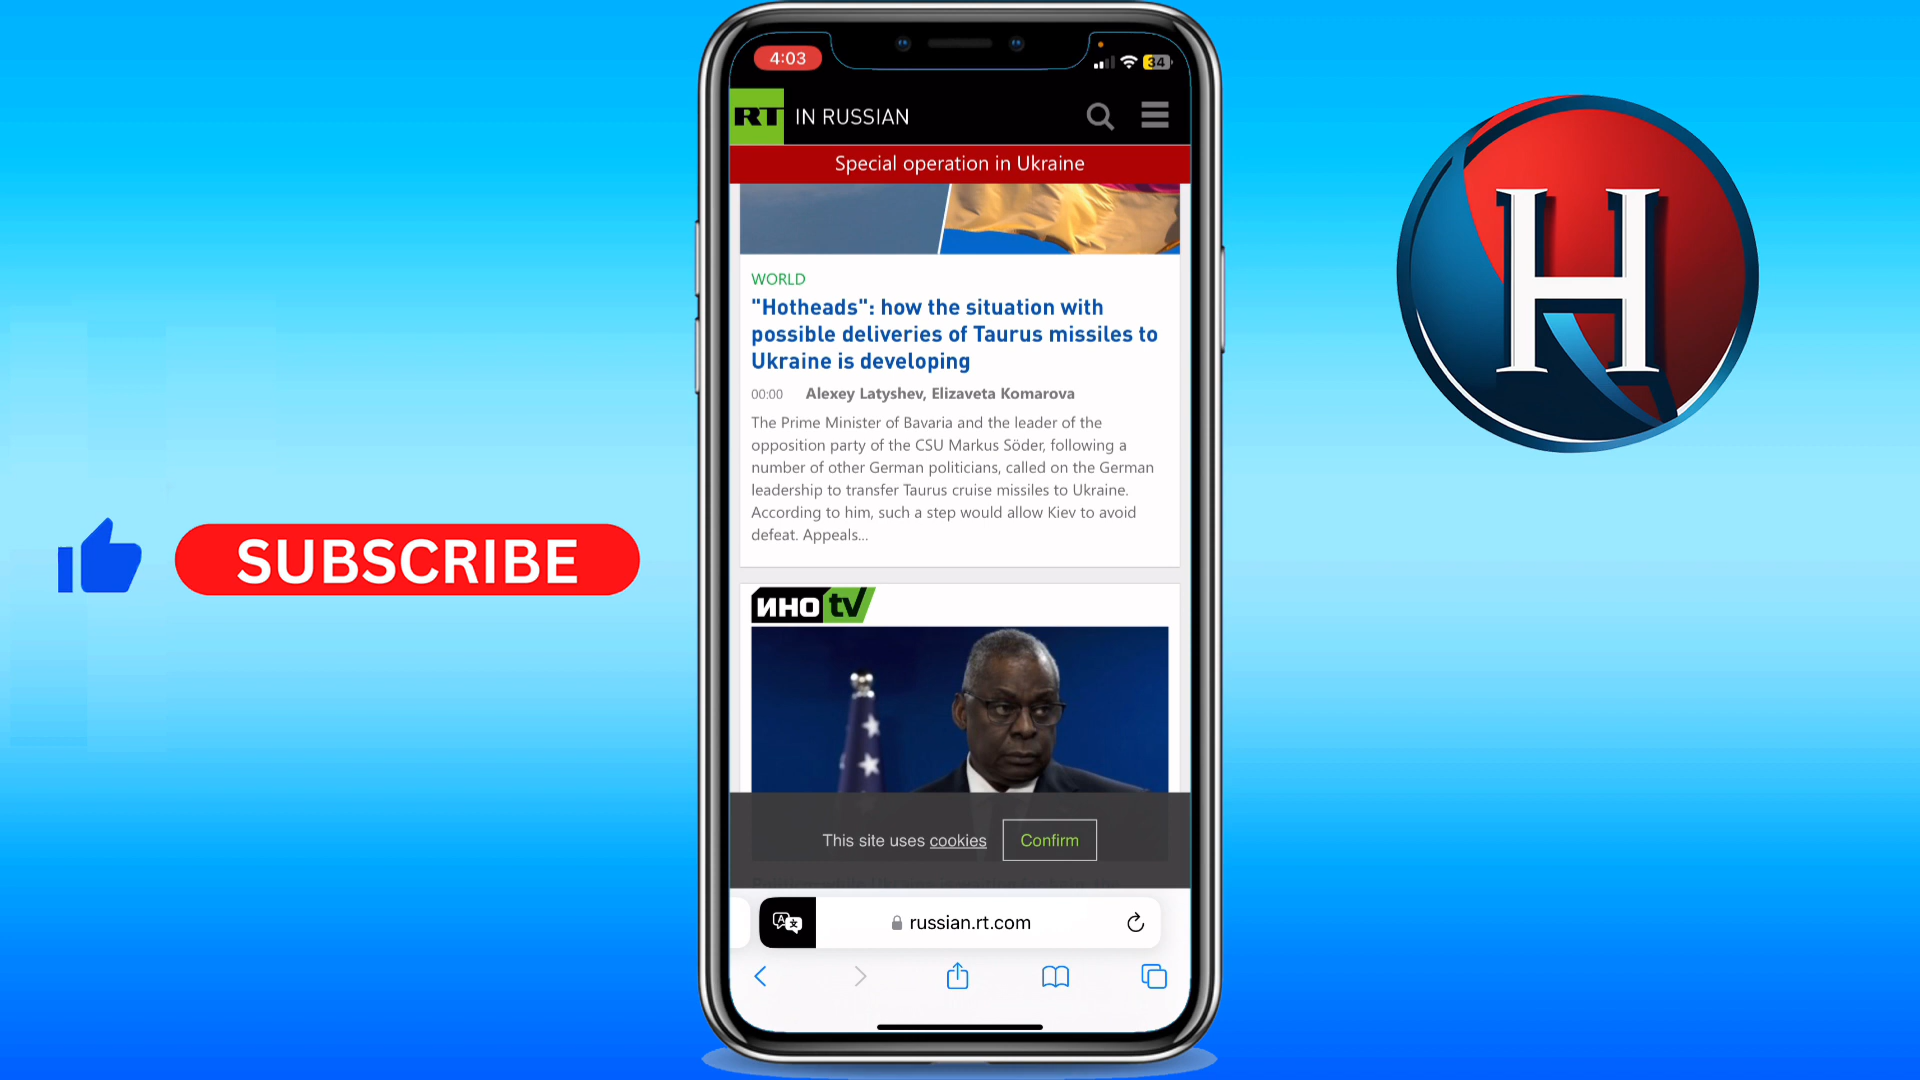 4:03
34
RT IN RUSSIAN
Special operation in Ukraine
WORLD
"Hotheads": how the situation with
possible deliveries of Taurus missiles to
Ukraine is developing
00:00 Alexey Latyshev, Elizaveta Komarova
The Prime Minister of Bavaria and the leader of the
opposition party of the CSU Markus Söder, following a
number of other German politicians, called on the German
leadership to transfer Taurus cruise missiles to Ukraine.
According to him, such a step would allow Kiev to avoid
defeat. Appeals...
ИНО tv
This site uses cookies Confirm
russian.rt.com
SUBSCRIBE
H